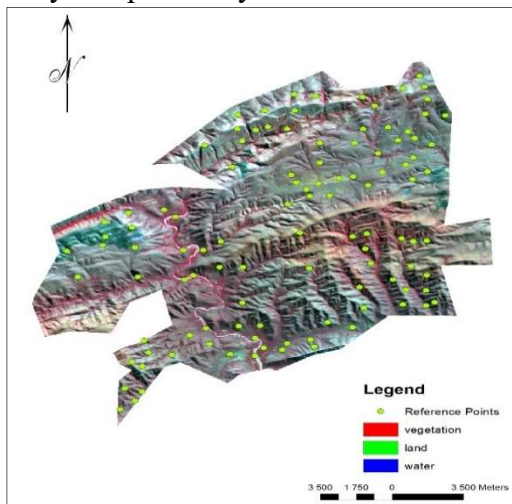 N
Legend
Reference Points
vegetation
land
water
3 500 1 750 0 3 500 Meters